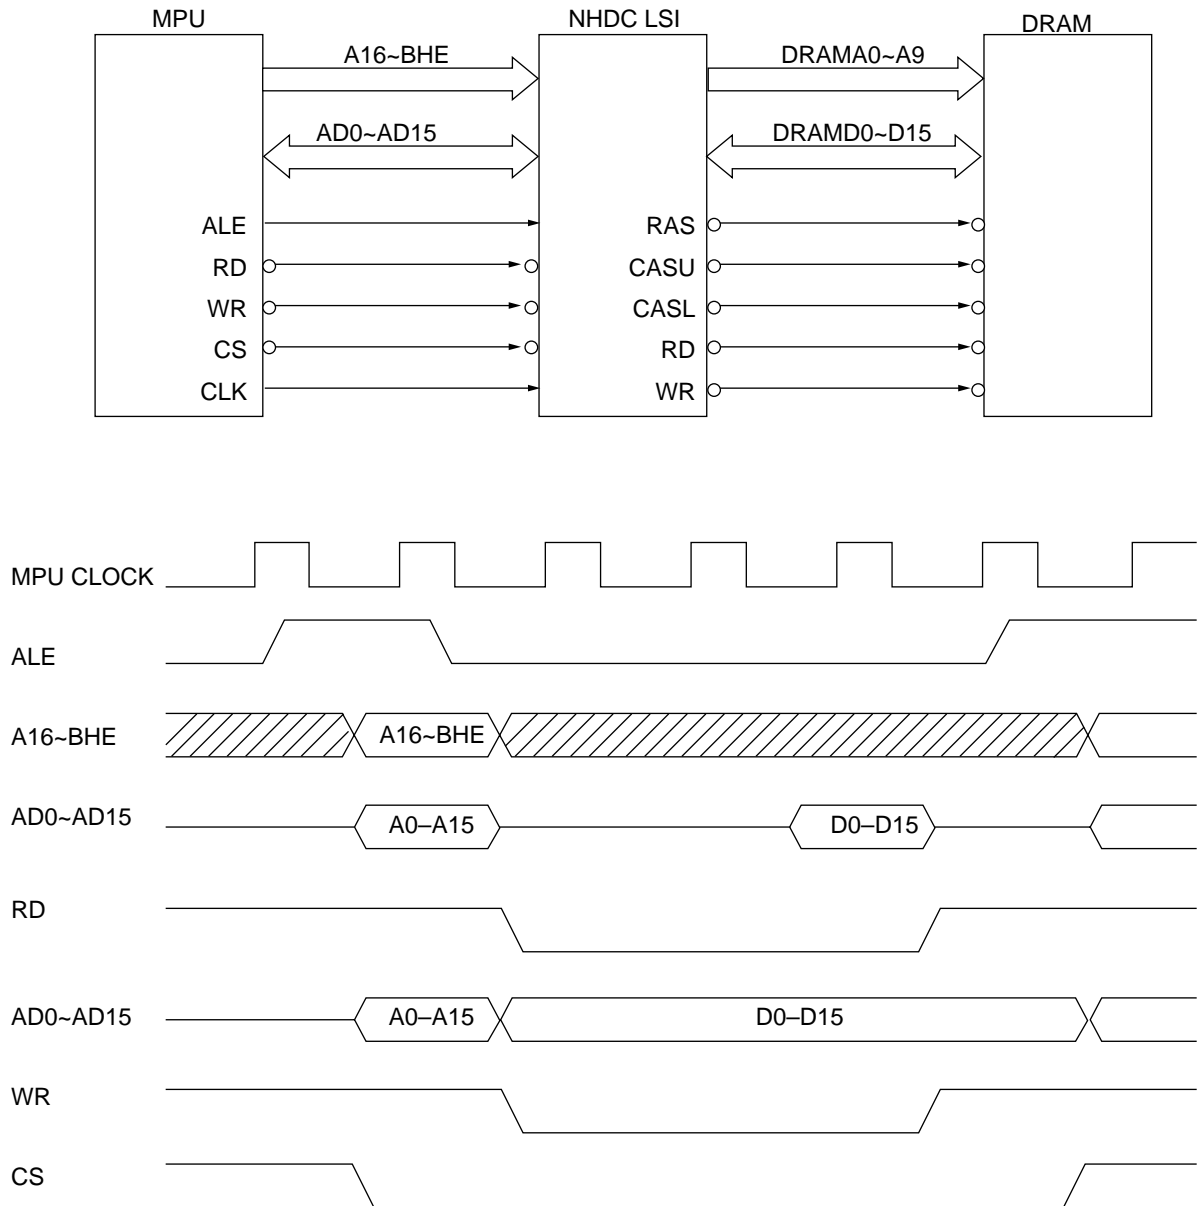 MPU
NHDC LSI
DRAM
A16~BHE
DRAMA0~A9
AD0~AD15
DRAMD0~D15
ALE
RAS
RD
CASU
WR
CASL
CS
RD
CLK
WR
MPU CLOCK
ALE
A16~BHE
A16~BHE
AD0~AD15
A0–A15
D0–D15
RD
AD0~AD15
A0–A15
D0–D15
WR
CS